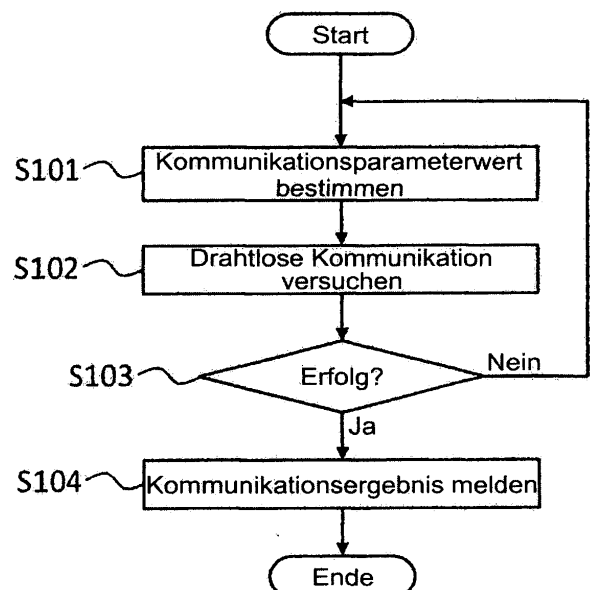 Start
S101
Kommunikationsparameterwert
bestimmen
S102
Drahtlose Kommunikation
versuchen
S103
Erfolg?
Nein
Ja
S104
Kommunikationsergebnis melden
Ende